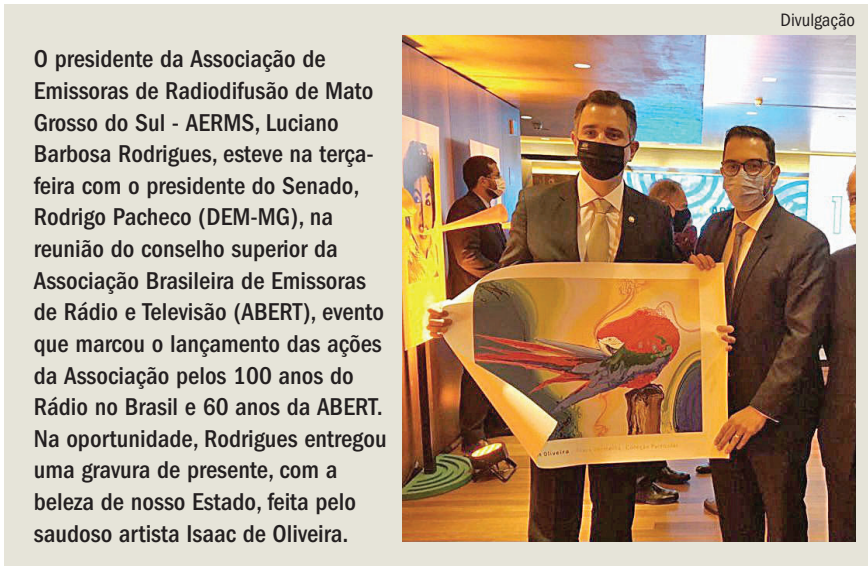 Divulgação
O presidente da Associação de
Emissoras de Radiodifusão de Mato
Grosso do Sul - AERMS, Luciano
Barbosa Rodrigues, esteve na terça-
feira com o presidente do Senado,
Rodrigo Pacheco (DEM-MG), na
reunião do conselho superior da
Associação Brasileira de Emissoras
de Rádio e Televisão (ABERT), evento
que marcou o lançamento das ações
da Associação pelos 100 anos do
Rádio no Brasil e 60 anos da ABERT.
Na oportunidade, Rodrigues entregou
uma gravura de presente, com a
beleza de nosso Estado, feita pelo
saudoso artista Isaac de Oliveira.
Oliveira